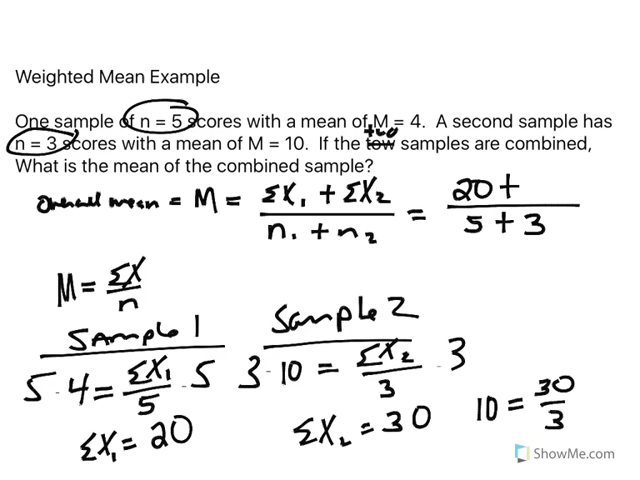 Weighted Mean Example
One sample of n = 5 scores with a mean of M = 4. A second sample has
two
n = 3 scores with a mean of M = 10. If the tow samples are combined,
What is the mean of the combined sample?
Overall mean = M = ΣX₁ + ΣX₂ / n₁ + n₂ = 20 + / 5 + 3
M = ΣX / n
Sample 1 Sample 2
5 · 4 = ΣX₁ / 5 · 5 3 · 10 = ΣX₂ / 3 · 3 10 = 30 / 3
ΣX₁ = 20 ΣX₂ = 30
ShowMe.com